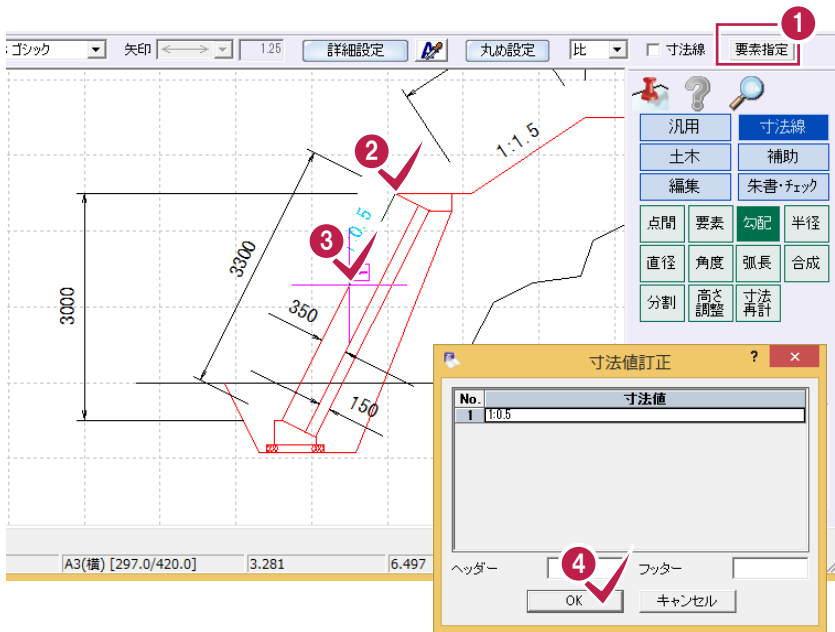 1
ゴシック 矢印 1.25 詳細設定 丸め設定 比 寸法線 要素指定
汎用 寸法線
土木 補助
編集 朱書・チェック
点間 要素 勾配 半径
直径 角度 弧長 合成
分割 高さ調整 寸法再計
1:1.5
2
1:0.5
3
3300
3000
350
150
寸法値訂正 ? ×
No. 寸法値
1 1:0.5
ヘッダー フッター
4
OK キャンセル
A3(横) [297.0/420.0] 3.281 6.497